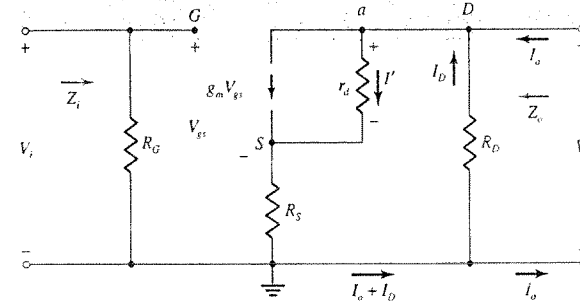 G
a
D
+
+
+
I_o
Z_i
g_m V_gs
r_d
I'
I_D
Z_o
V_i
R_G
V_gs
−
S
−
R_D
R_S
−
I_o + I_D
i_o